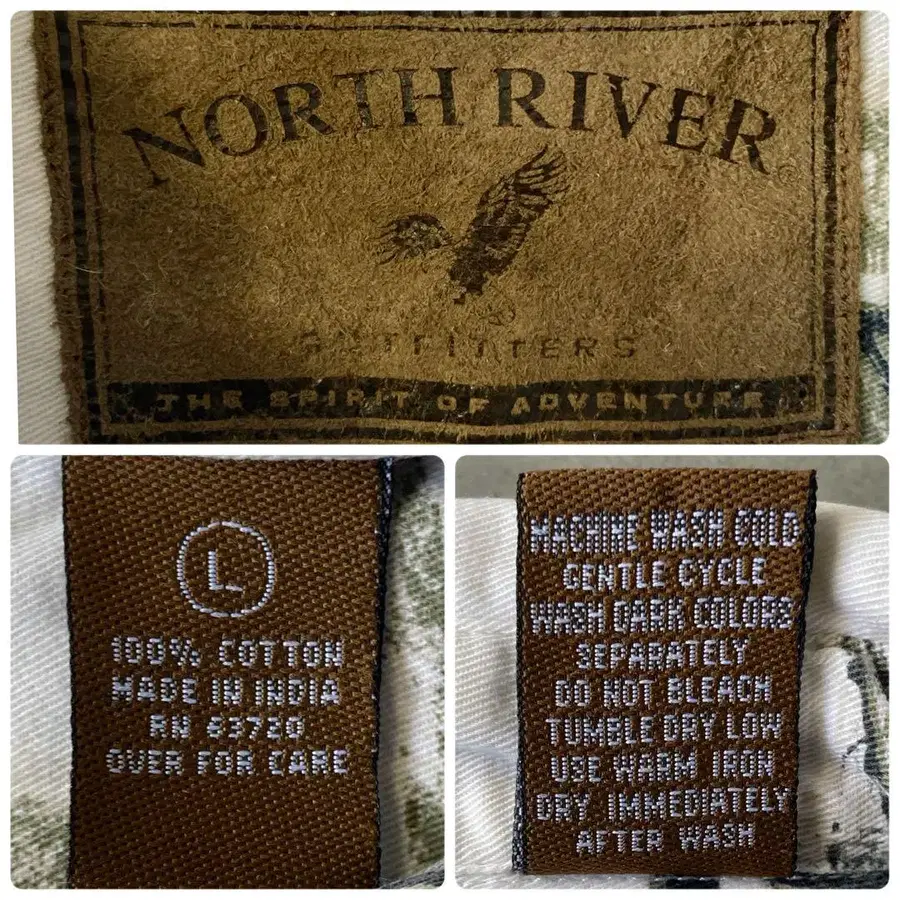 NORTH RIVER
OUTFITTERS
THE SPIRIT OF ADVENTURE
L
100% COTTON
MADE IN INDIA
RN 63720
OVER FOR CARE
MACHINE WASH COLD
GENTLE CYCLE
WASH DARK COLORS
SEPARATELY
DO NOT BLEACH
TUMBLE DRY LOW
USE WARM IRON
DRY IMMEDIATELY
AFTER WASH